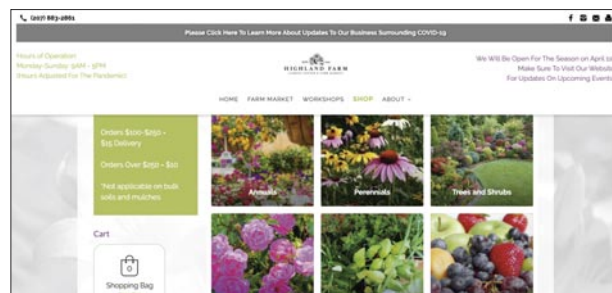 (207) 883-2861
Please Click Here To Learn More About Updates To Our Business Surrounding COVID-19
Hours of Operation
Monday-Sunday: 9AM - 5PM
(Hours Adjusted For The Pandemic)
HIGHLAND FARM
We Will Be Open For The Season on April
Make Sure To Visit Our Website
For Updates On Upcoming Events
HOME FARM MARKET WORKSHOPS SHOP ABOUT
Orders $100-$250 -
$15 Delivery
Orders Over $250 - $10
*Not applicable on bulk
soils and mulches
Cart
0
Shopping Bag
Annuals
Perennials
Trees and Shrubs